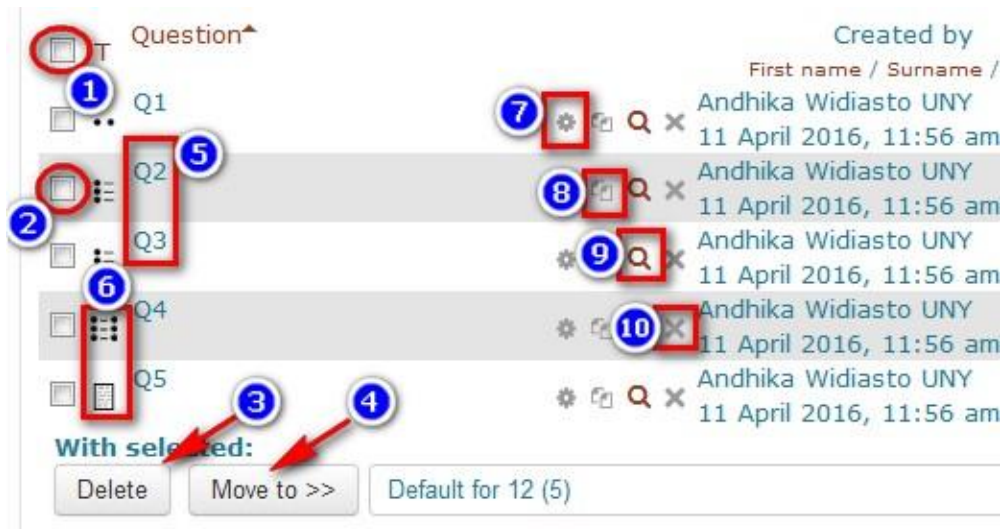 T Question Created by
First name / Surname /
1
Q1 7 Andhika Widiasto UNY
11 April 2016, 11:56 am
5
Q2 8 Andhika Widiasto UNY
2 11 April 2016, 11:56 am
Q3 9 Andhika Widiasto UNY
11 April 2016, 11:56 am
6
Q4 10 Andhika Widiasto UNY
11 April 2016, 11:56 am
Q5 Andhika Widiasto UNY
3 4 11 April 2016, 11:56 am
With selected:
Delete Move to >> Default for 12 (5)